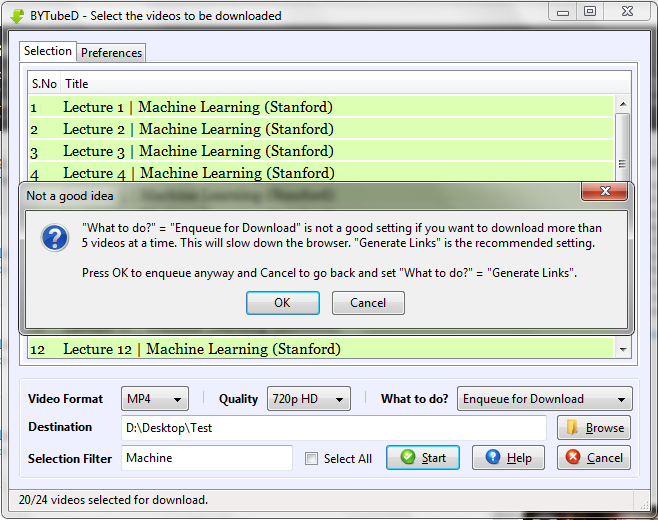 BYTubeD - Select the videos to be downloaded
Selection Preferences
S.No Title
1 Lecture 1 | Machine Learning (Stanford)
2 Lecture 2 | Machine Learning (Stanford)
3 Lecture 3 | Machine Learning (Stanford)
4 Lecture 4 | Machine Learning (Stanford)
Not a good idea
"What to do?" = "Enqueue for Download" is not a good setting if you want to download more than
5 videos at a time. This will slow down the browser. "Generate Links" is the recommended setting.
Press OK to enqueue anyway and Cancel to go back and set "What to do?" = "Generate Links".
OK Cancel
12 Lecture 12 | Machine Learning (Stanford)
Video Format MP4 Quality 720p HD What to do? Enqueue for Download
Destination D:\Desktop\Test Browse
Selection Filter Machine Select All Start Help Cancel
20/24 videos selected for download.